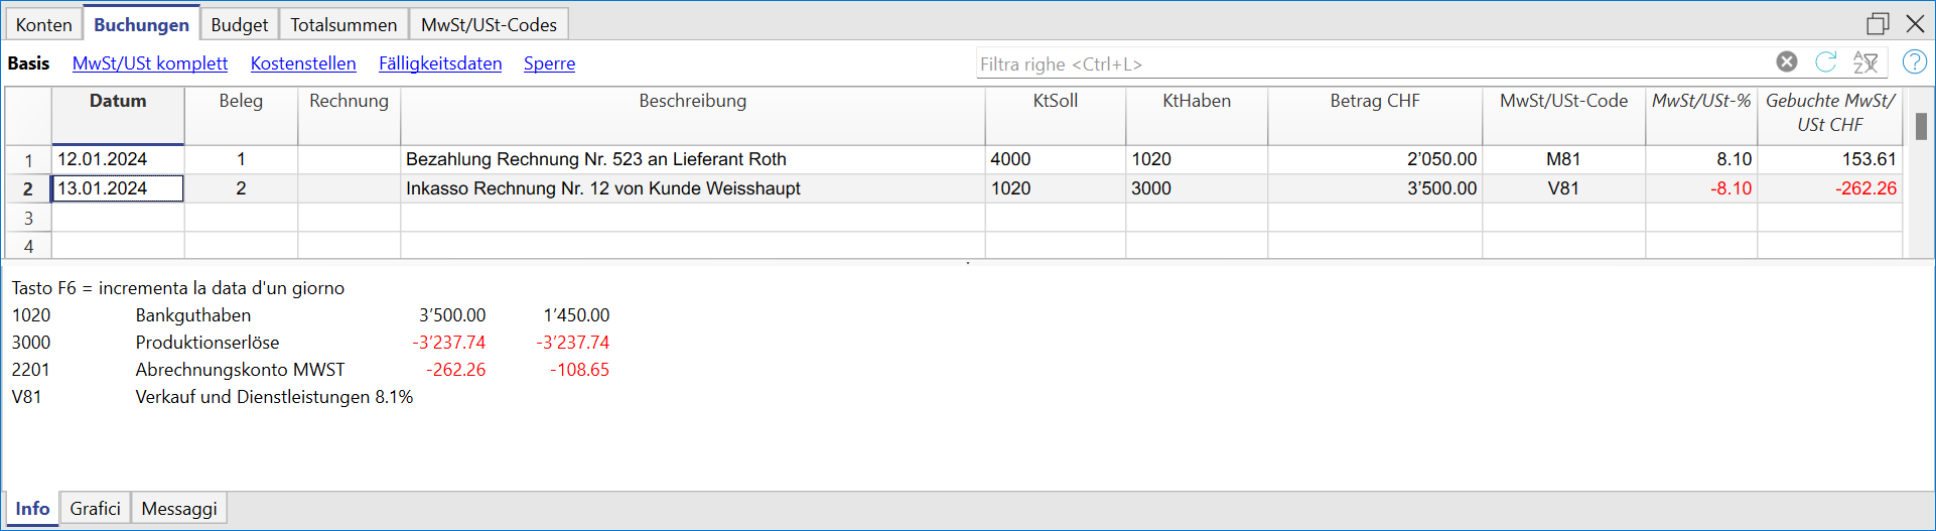 Konten Buchungen Budget Totalsummen MwSt/USt-Codes
Basis MwSt/USt komplett Kostenstellen Fälligkeitsdaten Sperre Filtra righe <Ctrl+L>
Datum Beleg Rechnung Beschreibung KtSoll KtHaben Betrag CHF MwSt/USt-Code MwSt/USt-% Gebuchte MwSt/
USt CHF
1 12.01.2024 1 Bezahlung Rechnung Nr. 523 an Lieferant Roth 4000 1020 2’050.00 M81 8.10 153.61
2 13.01.2024 2 Inkasso Rechnung Nr. 12 von Kunde Weisshaupt 1020 3000 3’500.00 V81 -8.10 -262.26
3
4
Tasto F6 = incrementa la data d'un giorno
1020 Bankguthaben 3’500.00 1’450.00
3000 Produktionserlöse -3’237.74 -3’237.74
2201 Abrechnungskonto MWST -262.26 -108.65
V81 Verkauf und Dienstleistungen 8.1%
Info Grafici Messaggi